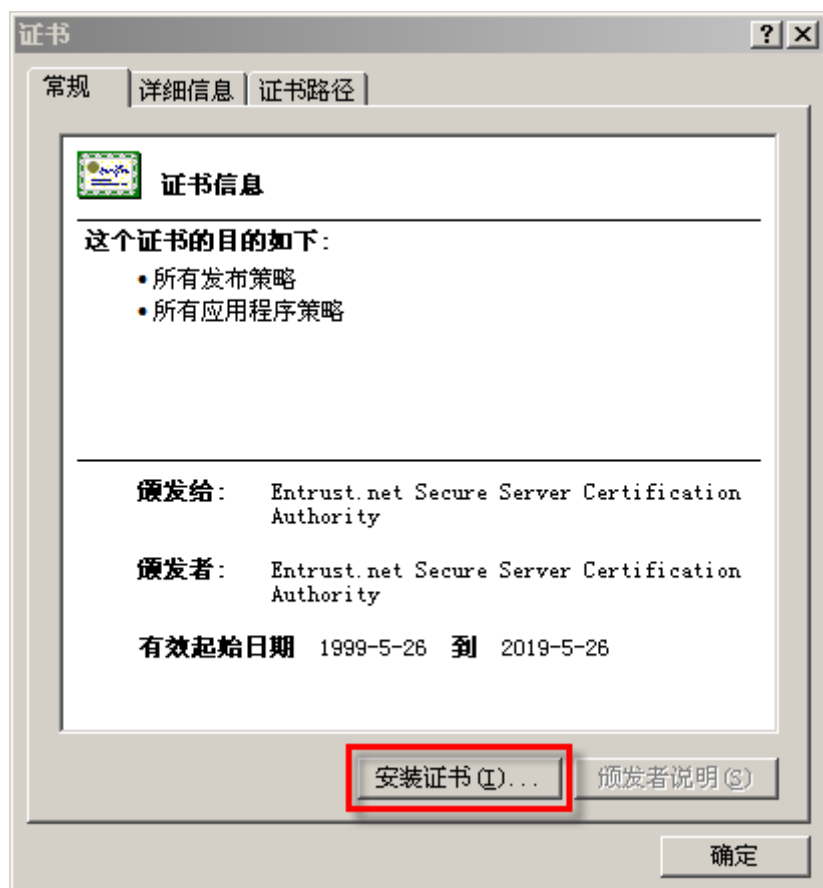 证书
常规 详细信息 证书路径
证书信息
这个证书的目的如下:
•所有发布策略
•所有应用程序策略
颁发给: Entrust.net Secure Server Certification
Authority
颁发者: Entrust.net Secure Server Certification
Authority
有效起始日期 1999-5-26 到 2019-5-26
安装证书(I)... 颁发者说明(S)
确定